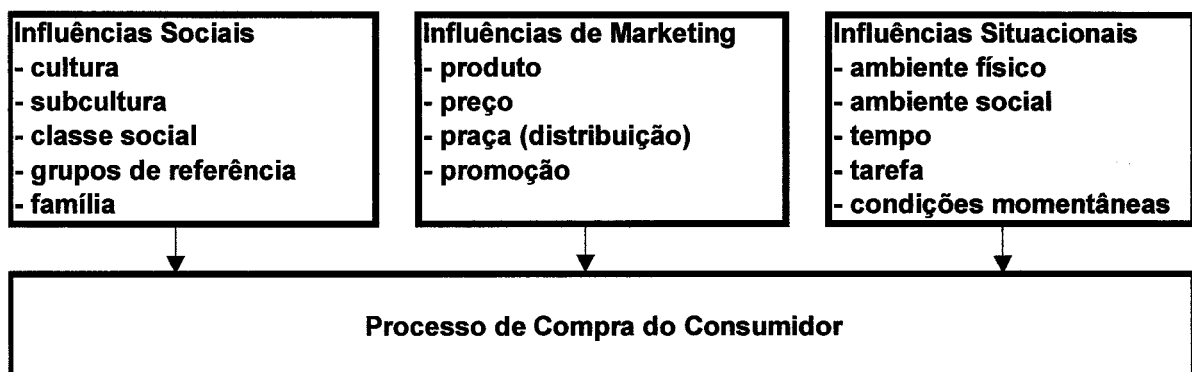 Influências Sociais
- cultura
- subcultura
- classe social
- grupos de referência
- família
Influências de Marketing
- produto
- preço
- praça (distribuição)
- promoção
Influências Situacionais
- ambiente físico
- ambiente social
- tempo
- tarefa
- condições momentâneas
Processo de Compra do Consumidor